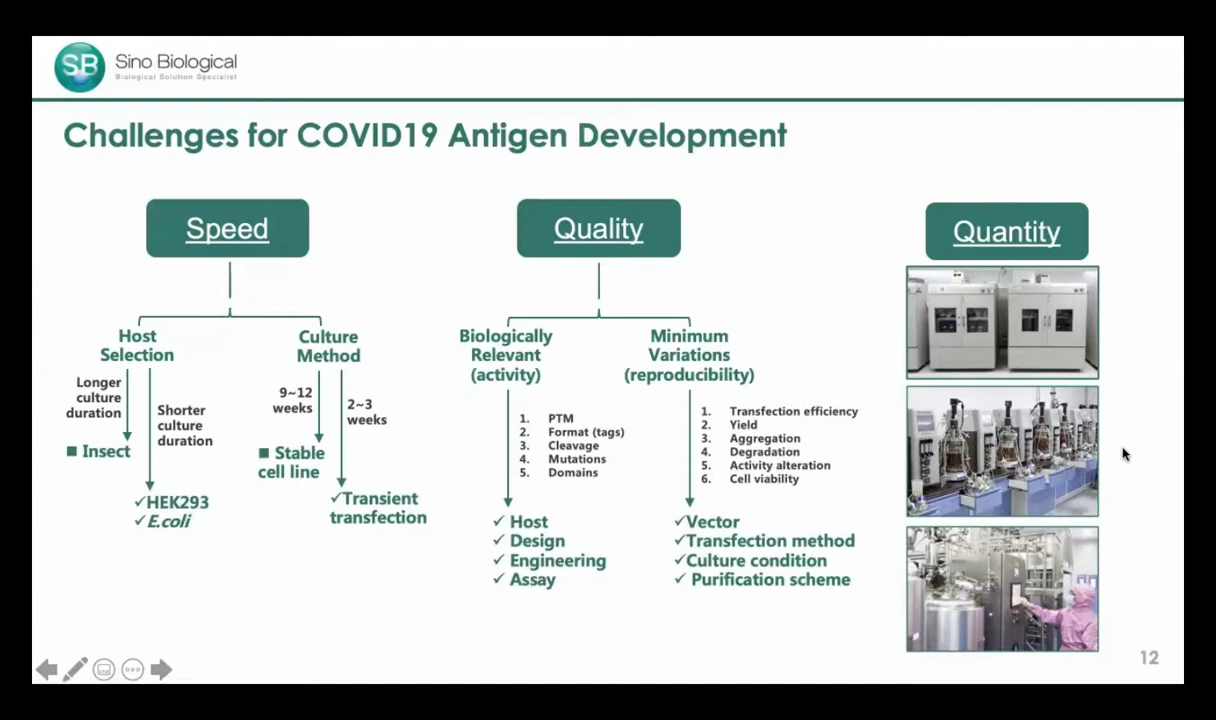 SB
Sino Biological
Biological Solution Specialist
Challenges for COVID19 Antigen Development
Speed
Host
Selection
Longer
culture
duration
■ Insect
Shorter
culture
duration
✓HEK293
✓E.coli
Culture
Method
9~12
weeks
■ Stable
cell line
2~3
weeks
✓Transient
transfection
Quality
Biologically
Relevant
(activity)
1. PTM
2. Format (tags)
3. Cleavage
4. Mutations
5. Domains
✓ Host
✓ Design
✓ Engineering
✓ Assay
Minimum
Variations
(reproducibility)
1. Transfection efficiency
2. Yield
3. Aggregation
4. Degradation
5. Activity alteration
6. Cell viability
✓Vector
✓Transfection method
✓Culture condition
✓ Purification scheme
Quantity
12